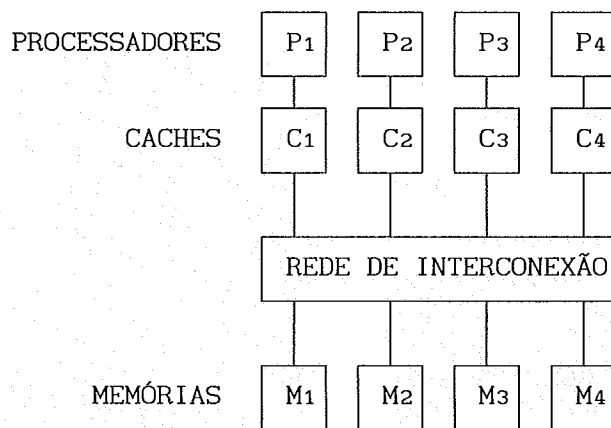 PROCESSADORES P1 P2 P3 P4
CACHES C1 C2 C3 C4
REDE DE INTERCONEXÃO
MEMÓRIAS M1 M2 M3 M4